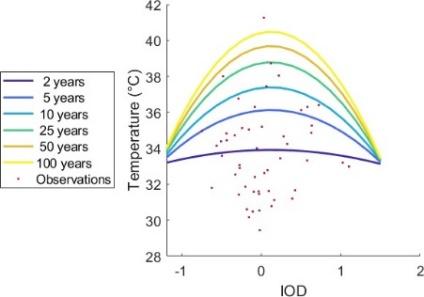 42
40
38
36
34
32
30
28
Temperature (°C)
2 years
5 years
10 years
25 years
50 years
100 years
Observations
-1
0
1
2
IOD